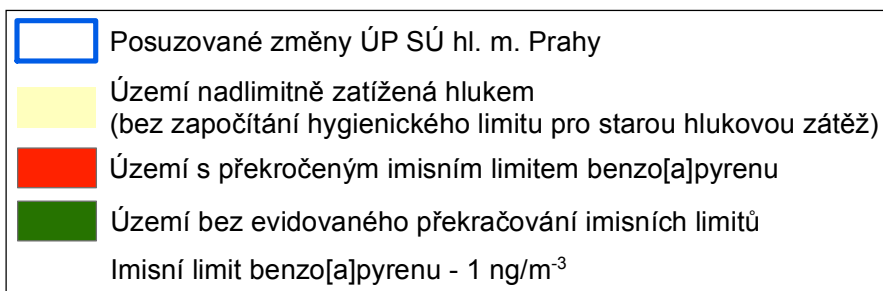 Posuzované změny ÚP SÚ hl. m. Prahy
Území nadlimitně zatížená hlukem
(bez započítání hygienického limitu pro starou hlukovou zátěž)
Území s překročeným imisním limitem benzo[a]pyrenu
Území bez evidovaného překračování imisních limitů
Imisní limit benzo[a]pyrenu - 1 ng/m⁻³